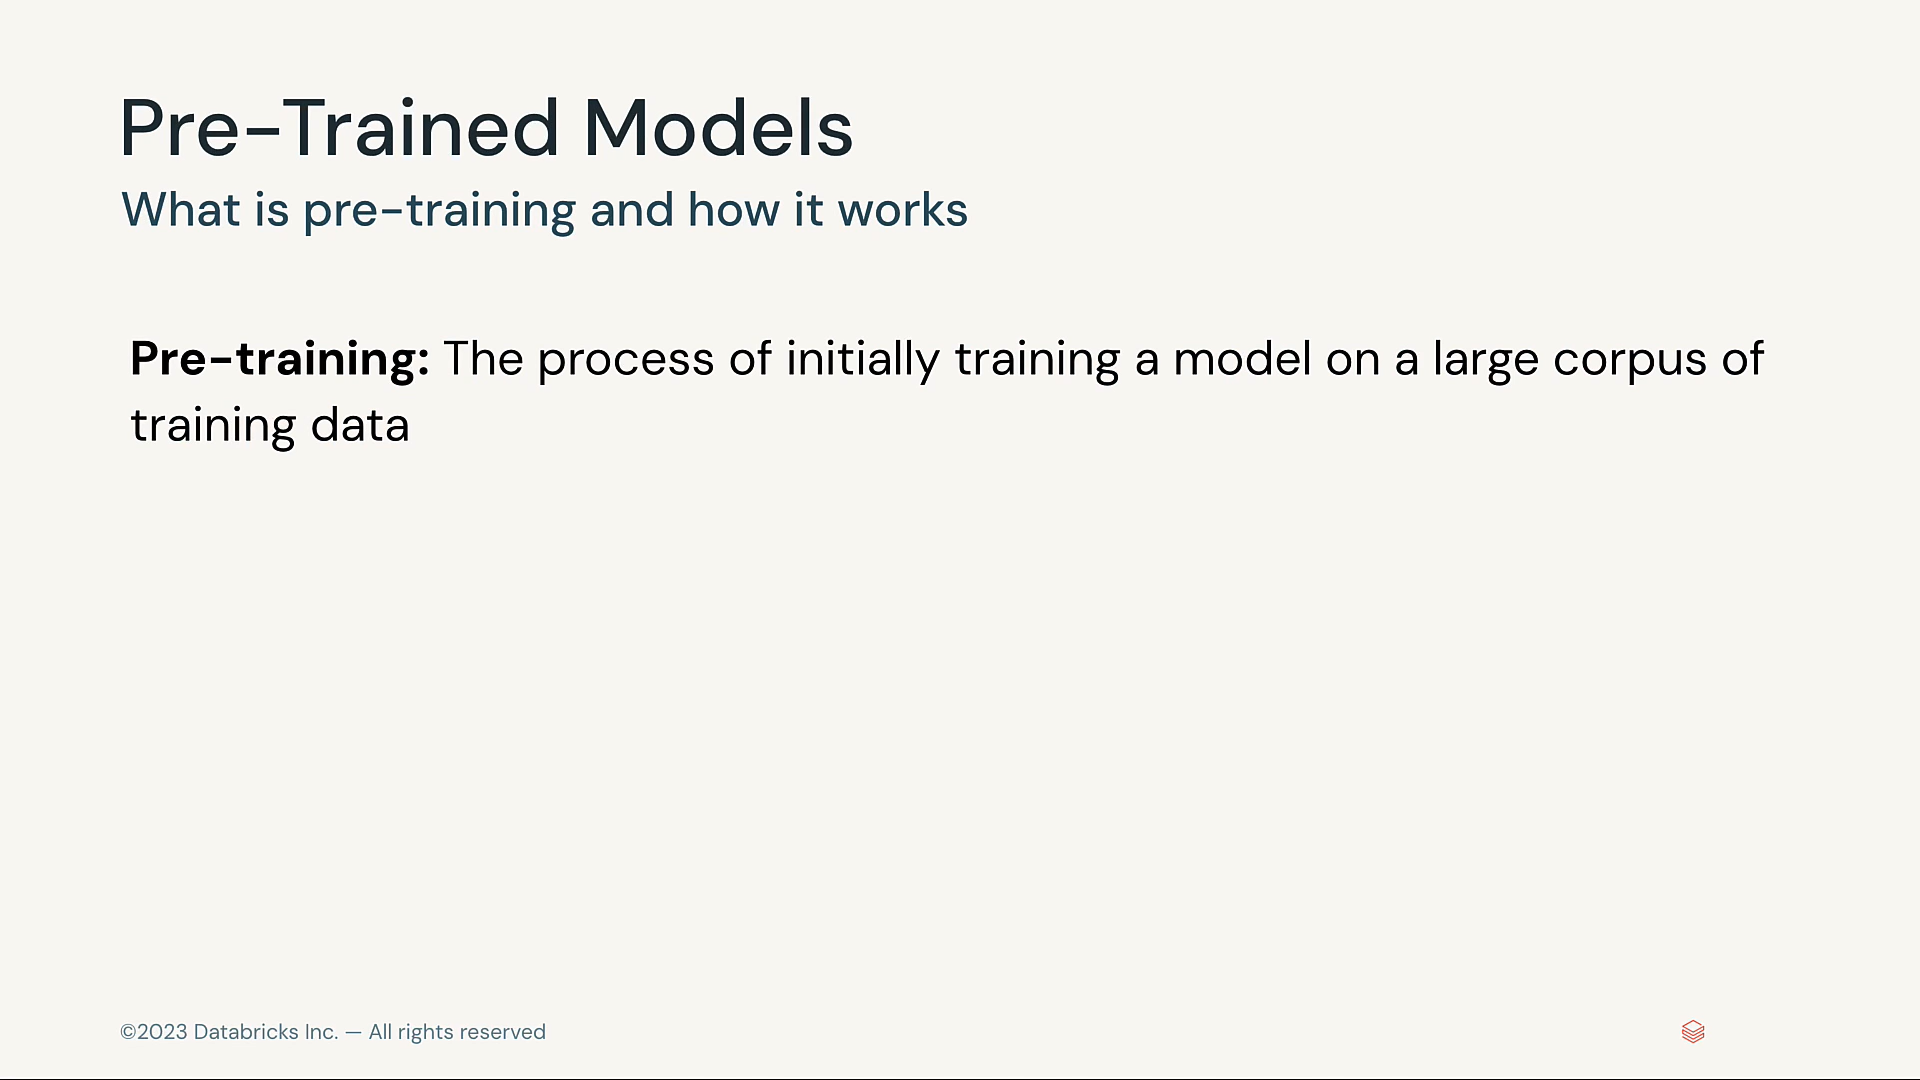 Pre-Trained Models
What is pre-training and how it works
Pre-training: The process of initially training a model on a large corpus of
training data
©2023 Databricks Inc. — All rights reserved